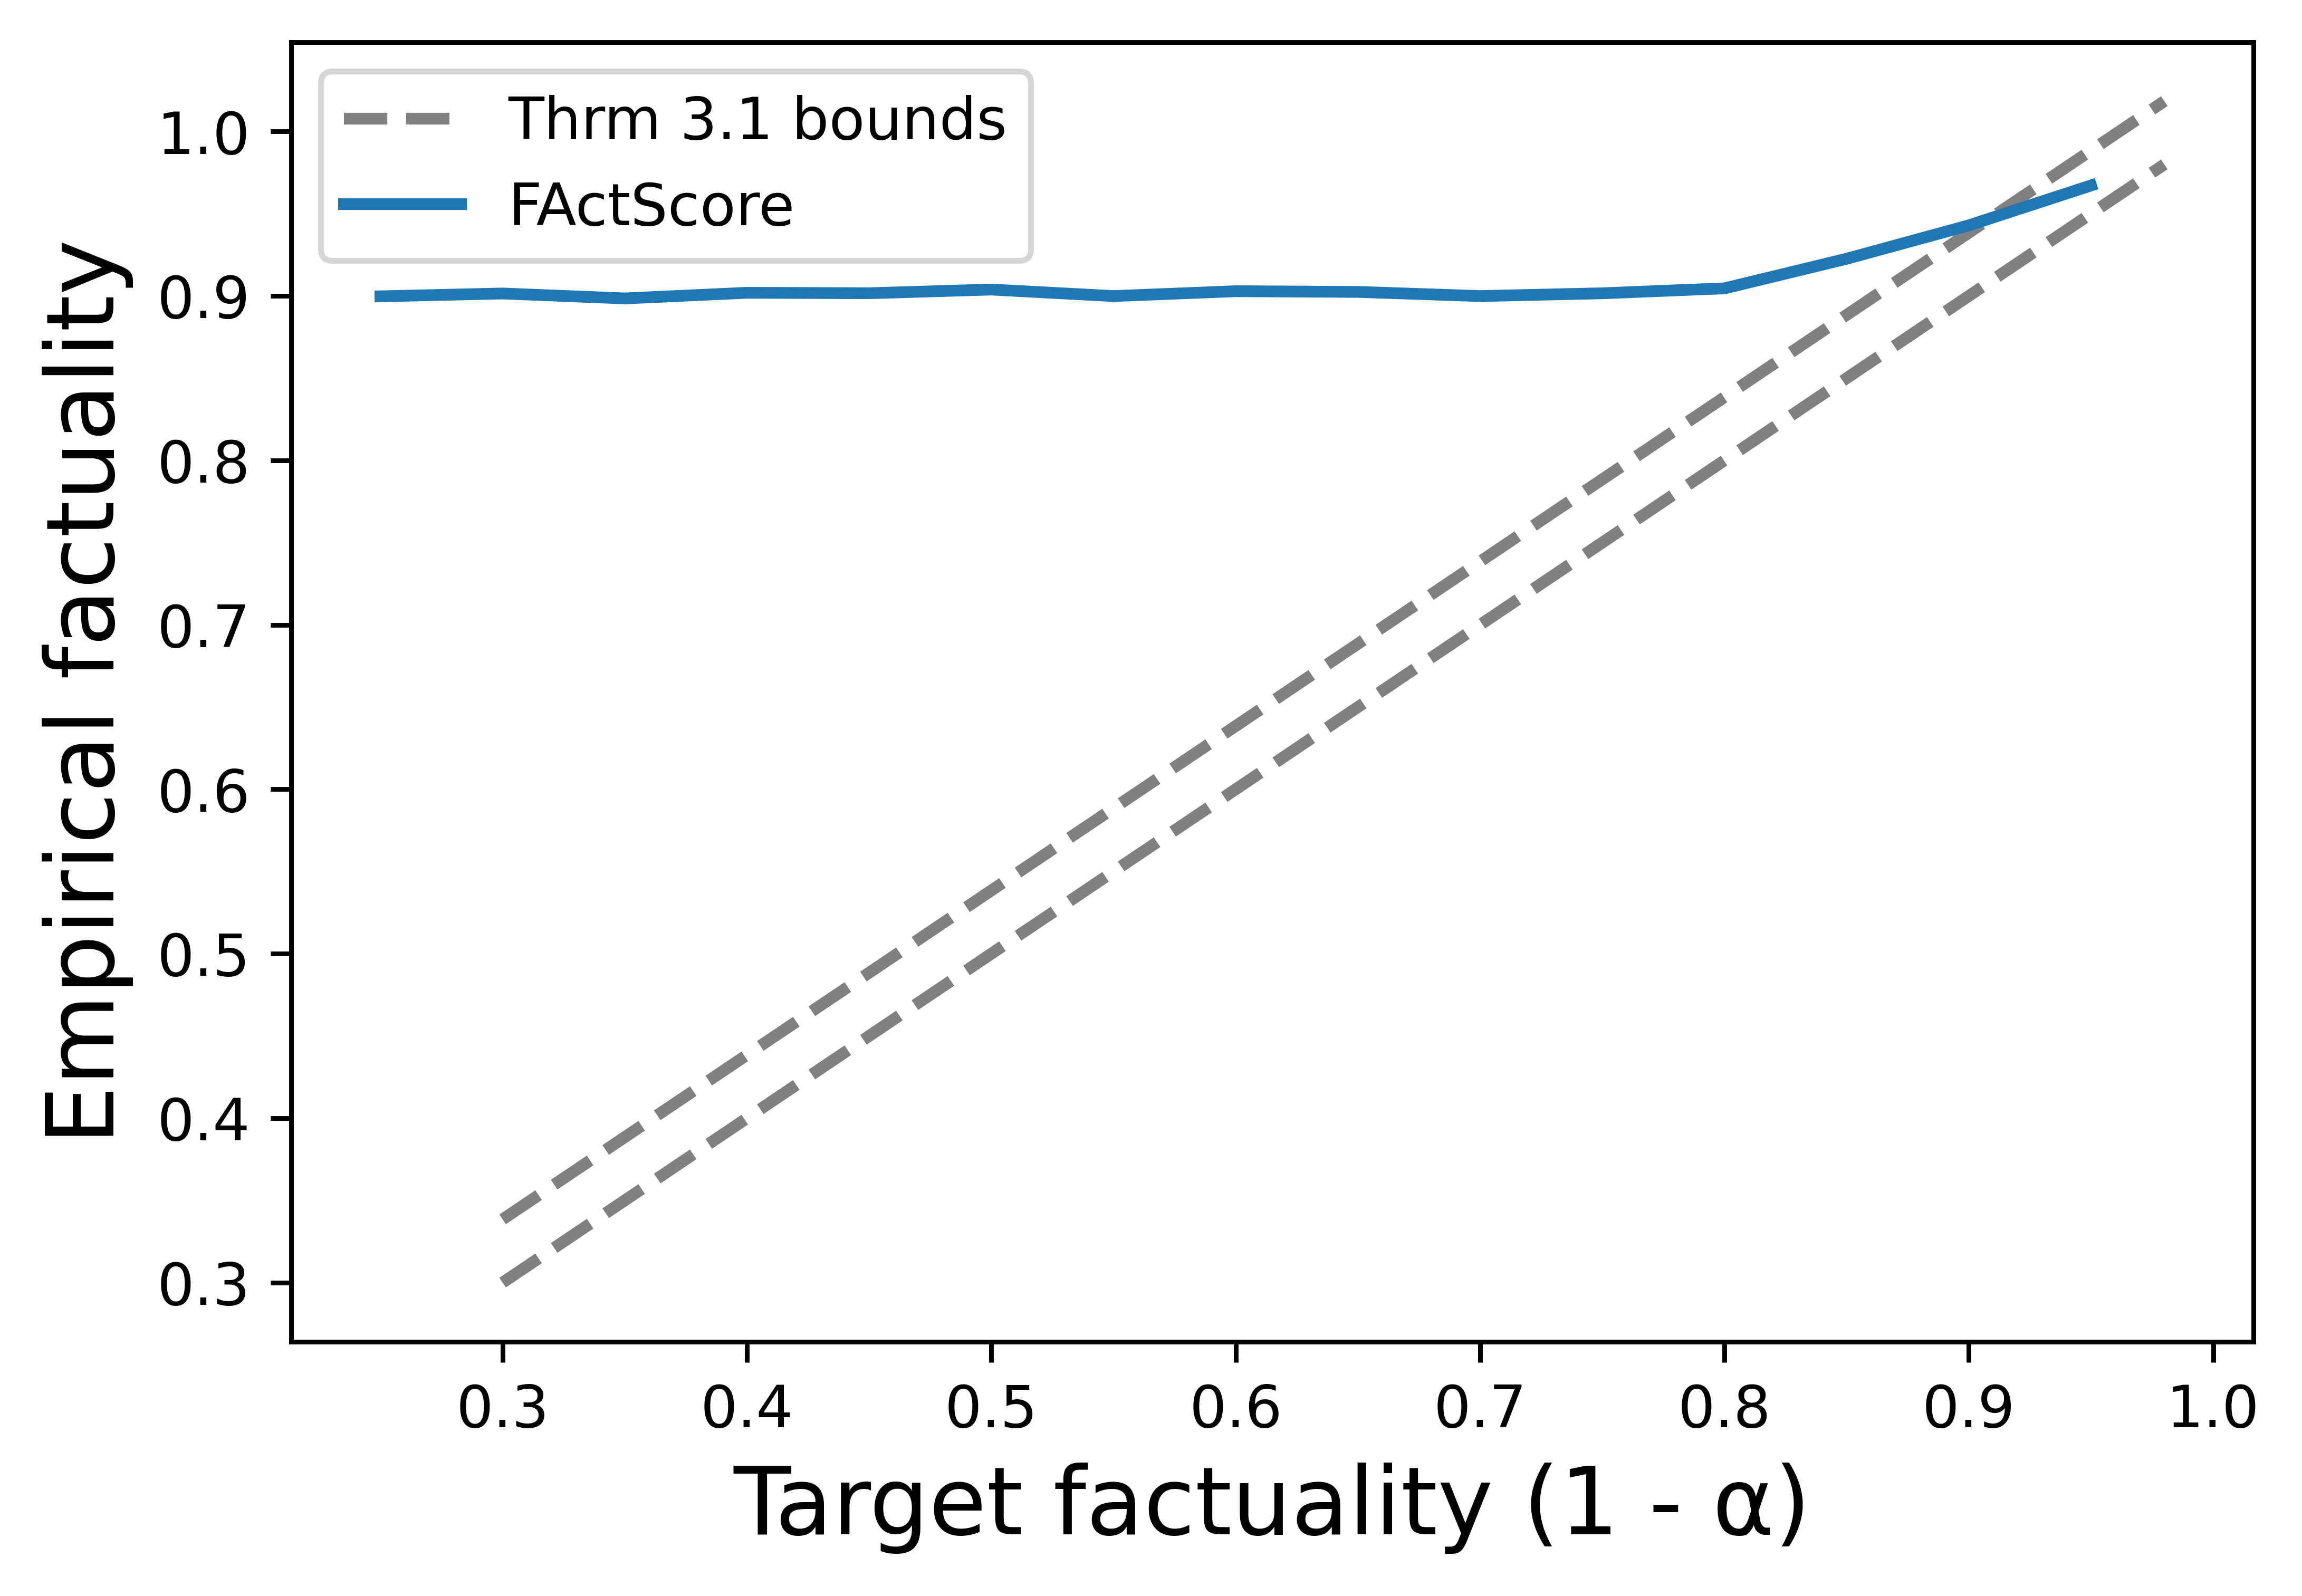 Thrm 3.1 bounds
FActScore
Empirical factuality
1.0
0.9
0.8
0.7
0.6
0.5
0.4
0.3
0.3 0.4 0.5 0.6 0.7 0.8 0.9 1.0
Target factuality (1 - α)